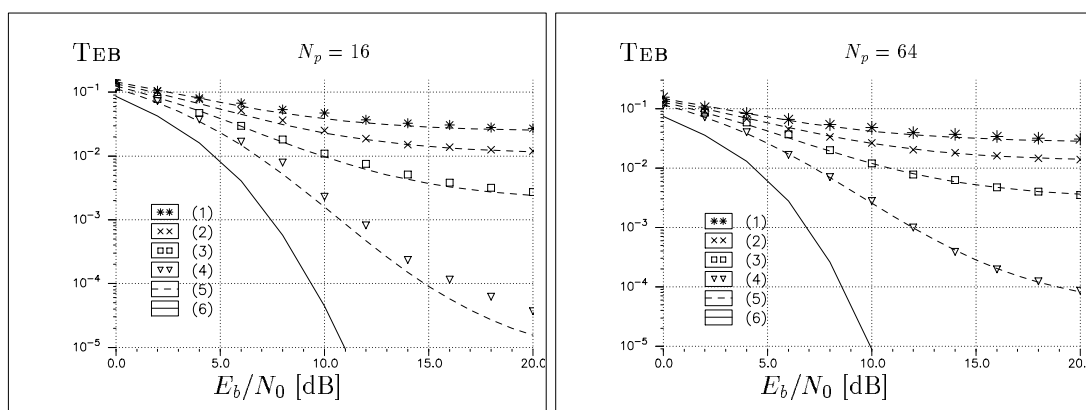 TEB
N_p = 16
10^{-1}
10^{-2}
10^{-3}
10^{-4}
10^{-5}
(1)
(2)
(3)
(4)
(5)
(6)
0.0 5.0 10.0 15.0 20.0
E_b/N_0 [dB]
TEB
N_p = 64
10^{-1}
10^{-2}
10^{-3}
10^{-4}
10^{-5}
(1)
(2)
(3)
(4)
(5)
(6)
0.0 5.0 10.0 15.0 20.
E_b/N_0 [dB]